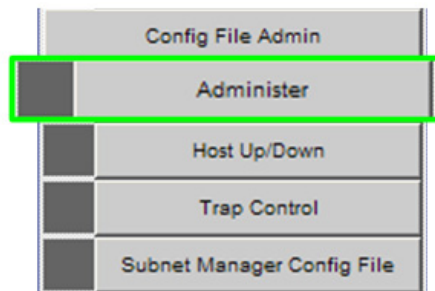 Config File Admin
Administer
Host Up/Down
Trap Control
Subnet Manager Config File